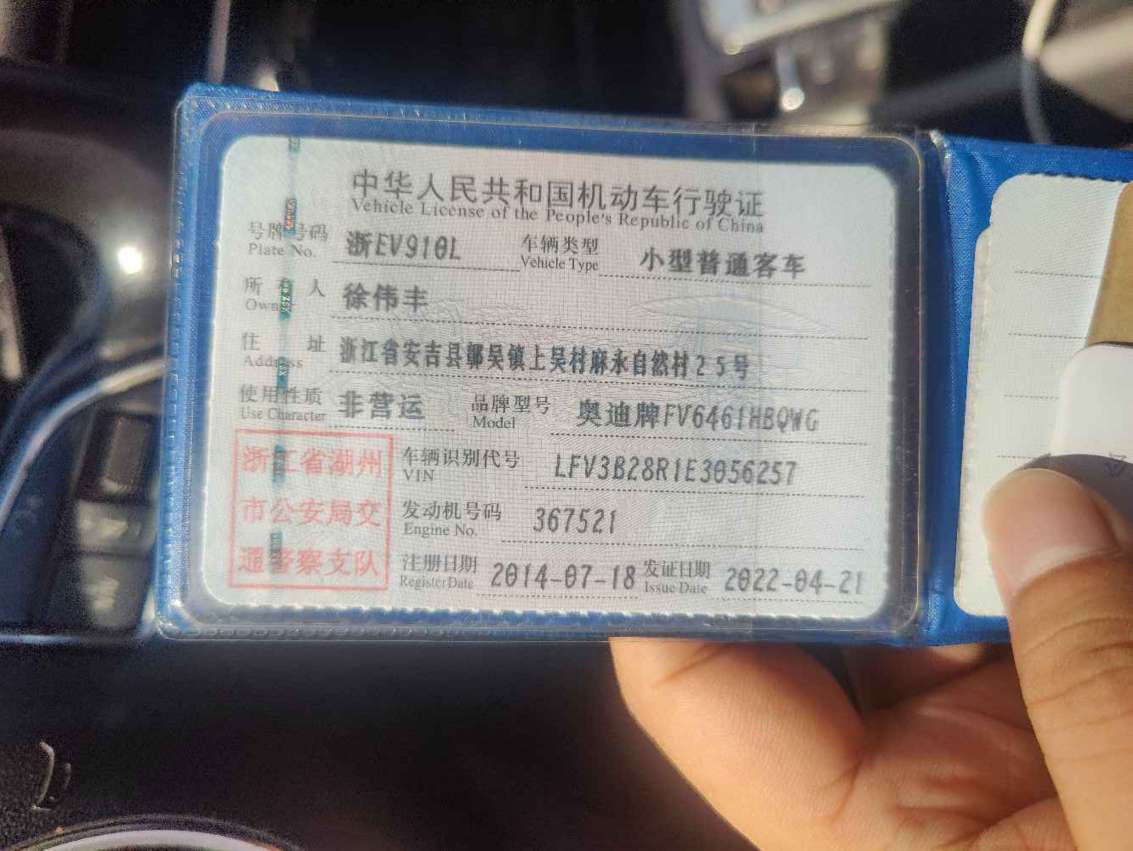 中华人民共和国机动车行驶证
Vehicle License of the People's Republic of China
号牌号码 浙EV910L 车辆类型 小型普通客车
Plate No. Vehicle Type
所 人 徐伟丰
Owner
住 址 浙江省安吉县鄣吴镇上吴村麻永自然村25号
Address
使用性质 非营运 品牌型号 奥迪牌FV6461HBQWG
Use Character Model
车辆识别代号 LFV3B28R1E3056257
VIN
发动机号码 367521
Engine No.
注册日期 2014-07-18 发证日期 2022-04-21
Register Date Issue Date
浙江省湖州
市公安局交
通警察支队